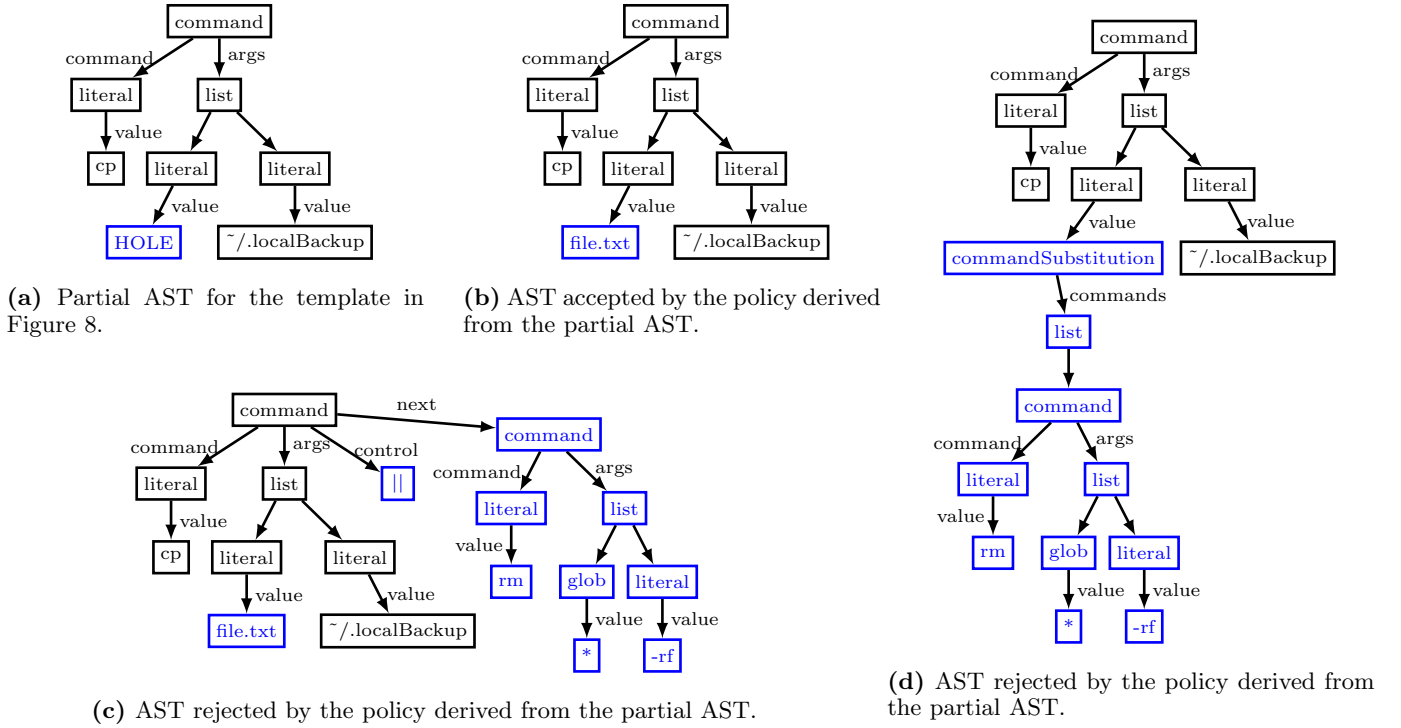 command
command
args
literal
list
value
cp
literal
literal
value
value
HOLE
~/.localBackup
(a) Partial AST for the template in
Figure 8.
command
command
args
literal
list
value
cp
literal
literal
value
value
file.txt
~/.localBackup
(b) AST accepted by the policy derived
from the partial AST.
command
next
command
command
args
control
literal
list
||
value
cp
literal
literal
value
value
file.txt
~/.localBackup
command
args
literal
list
value
rm
glob
literal
value
value
*
-rf
(c) AST rejected by the policy derived from the partial AST.
command
command
args
literal
list
value
cp
literal
literal
value
value
commandSubstitution
~/.localBackup
commands
list
command
command
args
literal
list
value
rm
glob
literal
value
value
*
-rf
(d) AST rejected by the policy derived from
the partial AST.